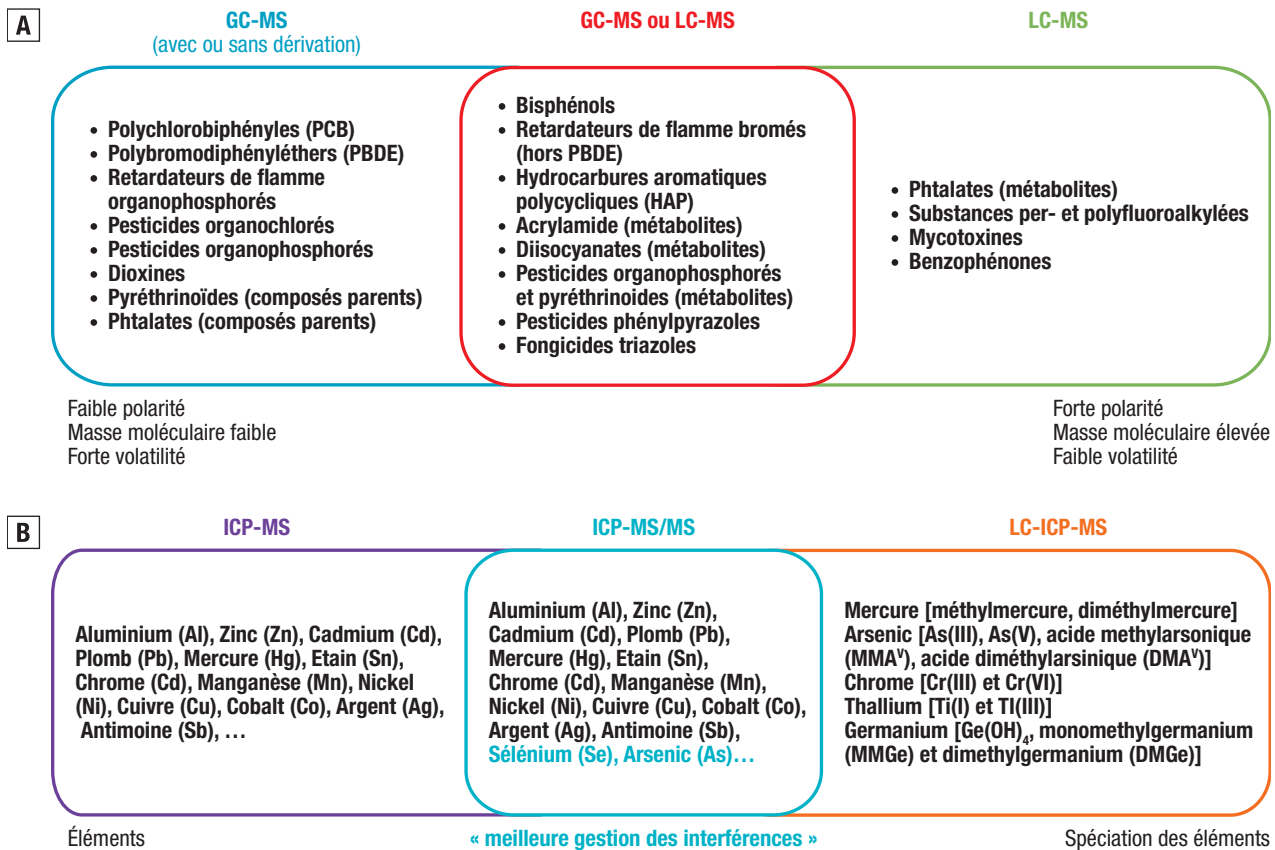 A
GC-MS
(avec ou sans dérivation)
GC-MS ou LC-MS
LC-MS
• Polychlorobiphényles (PCB)
• Polybromodiphényléthers (PBDE)
• Retardateurs de flamme
organophosphorés
• Pesticides organochlorés
• Pesticides organophosphorés
• Dioxines
• Pyréthrinoïdes (composés parents)
• Phtalates (composés parents)
• Bisphénols
• Retardateurs de flamme bromés
(hors PBDE)
• Hydrocarbures aromatiques
polycycliques (HAP)
• Acrylamide (métabolites)
• Diisocyanates (métabolites)
• Pesticides organophosphorés
et pyréthrinoides (métabolites)
• Pesticides phénylpyrazoles
• Fongicides triazoles
• Phtalates (métabolites)
• Substances per- et polyfluoroalkylées
• Mycotoxines
• Benzophénones
Faible polarité
Masse moléculaire faible
Forte volatilité
Forte polarité
Masse moléculaire élevée
Faible volatilité
B
ICP-MS
ICP-MS/MS
LC-ICP-MS
Aluminium (Al), Zinc (Zn), Cadmium (Cd),
Plomb (Pb), Mercure (Hg), Etain (Sn),
Chrome (Cd), Manganèse (Mn), Nickel
(Ni), Cuivre (Cu), Cobalt (Co), Argent (Ag),
Antimoine (Sb), …
Aluminium (Al), Zinc (Zn),
Cadmium (Cd), Plomb (Pb),
Mercure (Hg), Etain (Sn),
Chrome (Cd), Manganèse (Mn),
Nickel (Ni), Cuivre (Cu), Cobalt (Co),
Argent (Ag), Antimoine (Sb),
Sélénium (Se), Arsenic (As)…
Mercure [méthylmercure, diméthylmercure]
Arsenic [As(III), As(V), acide methylarsonique
(MMAⱽ), acide diméthylarsinique (DMAⱽ)]
Chrome [Cr(III) et Cr(VI)]
Thallium [Ti(I) et TI(III)]
Germanium [Ge(OH)₄, monomethylgermanium
(MMGe) et dimethylgermanium (DMGe)]
Éléments
« meilleure gestion des interférences »
Spéciation des éléments